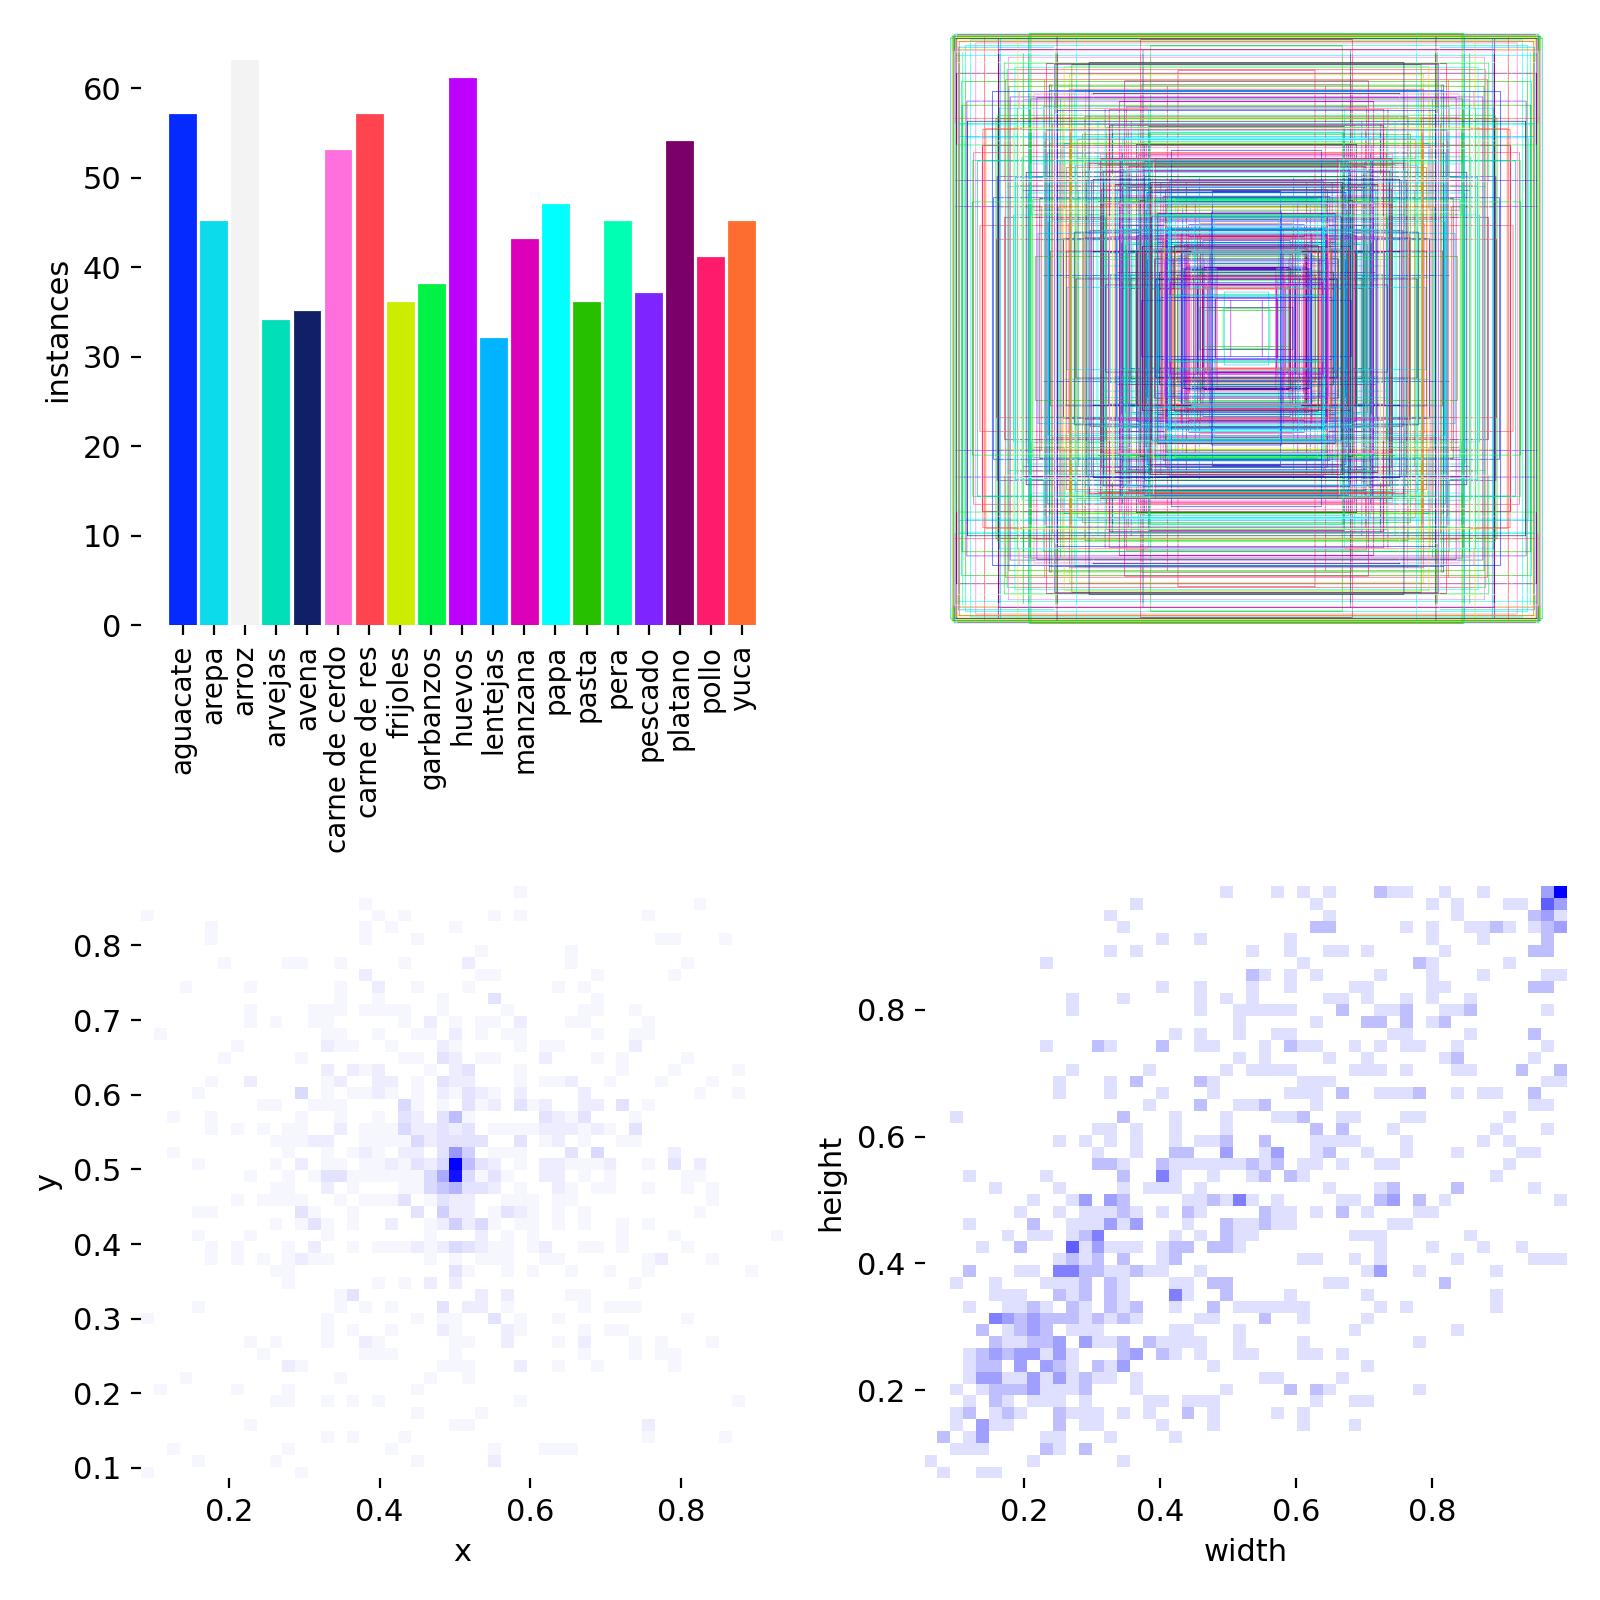 instances
60
50
40
30
20
10
0
aguacate
arepa
arroz
arvejas
avena
carne de cerdo
carne de res
frijoles
garbanzos
huevos
lentejas
manzana
papa
pasta
pera
pescado
platano
pollo
yuca
y
0.8
0.7
0.6
0.5
0.4
0.3
0.2
0.1
0.2 0.4 0.6 0.8
x
height
0.8
0.6
0.4
0.2
0.2 0.4 0.6 0.8
width